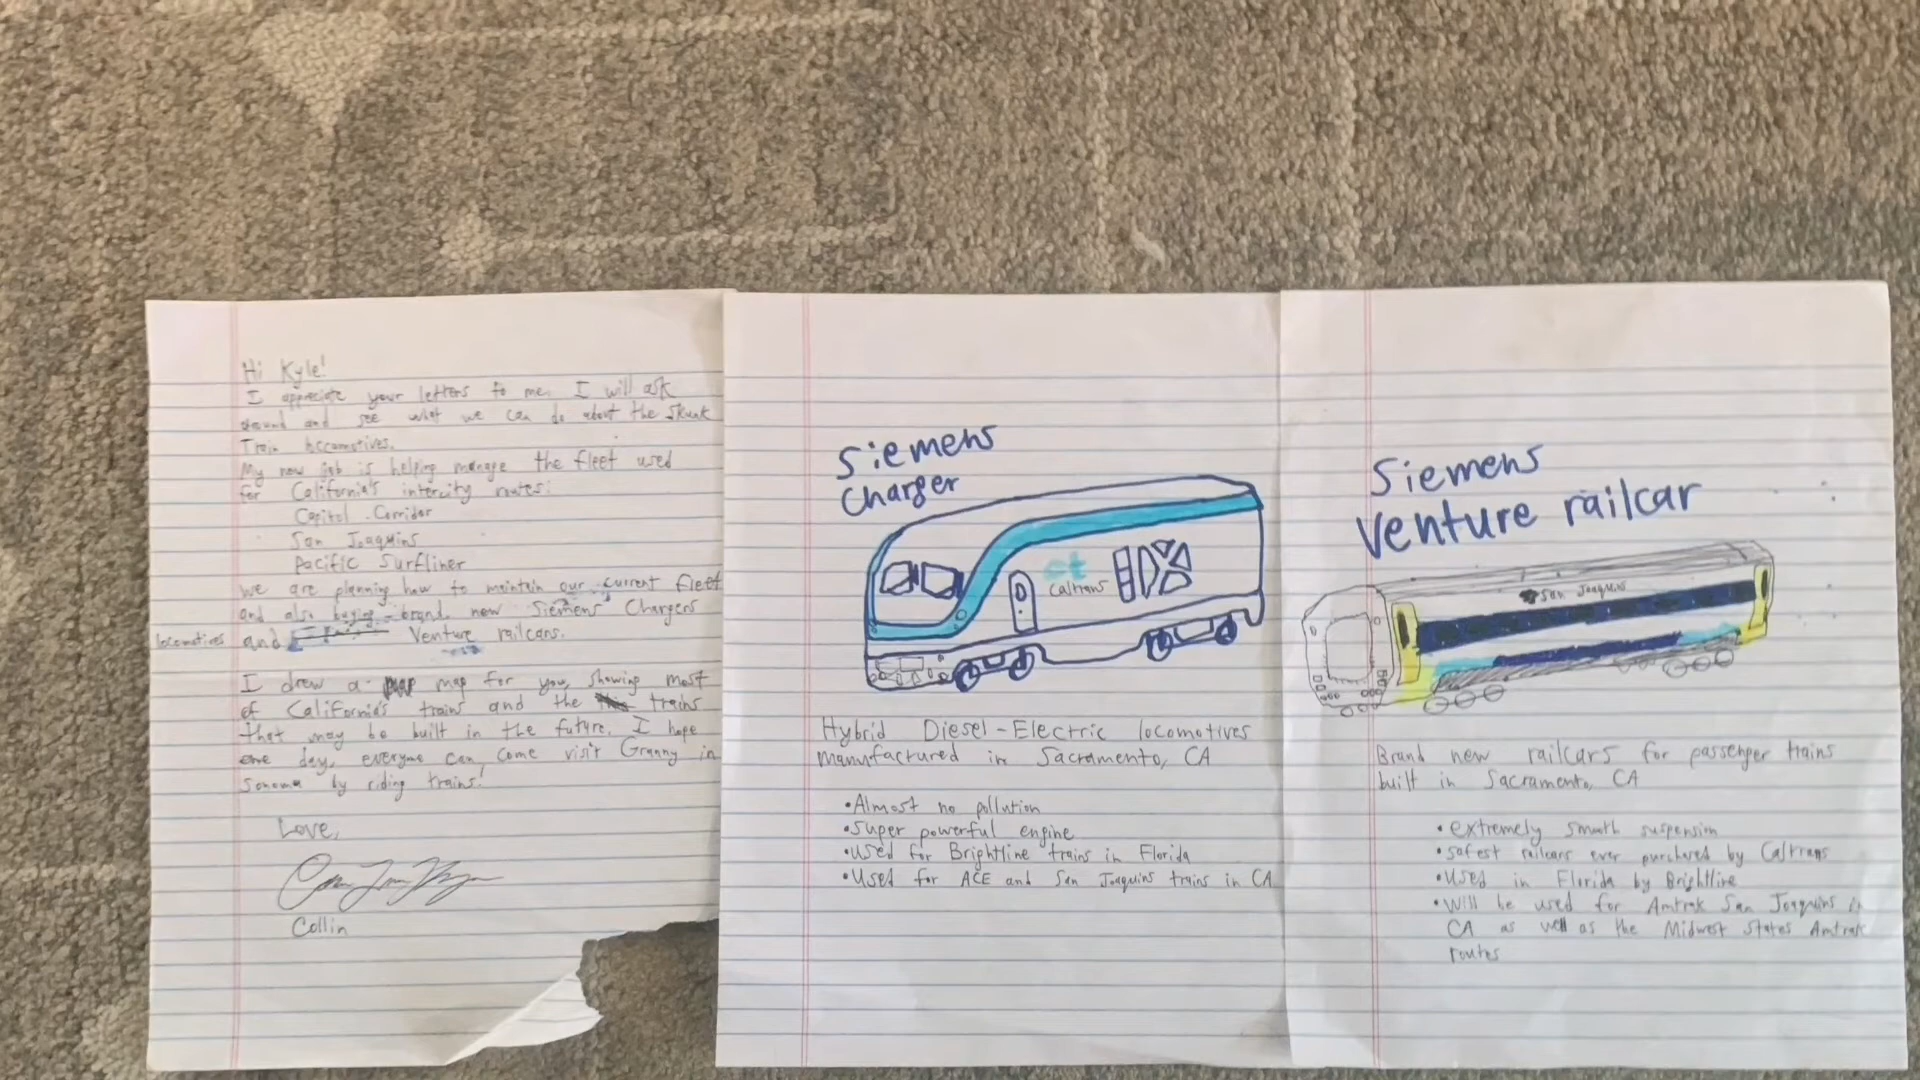 Hi Kyle!
I appreciate your letters to me. I will ask
around and see what we can do about the Skunk
Train locomotives.
My new job is helping manage the fleet used
for California's intercity routes:
Capitol Corridor
San Joaquins
Pacific Surfliner
we are planning how to maintain our current fleet
and also buying brand new Siemens Chargers
locomotives and Venture railcars.
I drew a map for you, showing most
of California's trains and the trains
that may be built in the future. I hope
one day, everyone can come visit Granny in
Sonoma by riding trains!
Love,
Collin
Siemens
Charger
ct
Caltrans
Hybrid Diesel-Electric locomotives
manufactured in Sacramento, CA
• Almost no pollution
• Super powerful engine
• Used for Brightline trains in Florida
• Used for ACE and San Joaquins trains in CA
Siemens
Venture railcar
San Joaquins
Brand new railcars for passenger trains
built in Sacramento, CA
• extremely smooth suspension
• safest railcars ever purchased by Caltrans
• Used in Florida by Brightline
• Will be used for Amtrak San Joaquins in
CA as well as the Midwest States Amtrak
routes